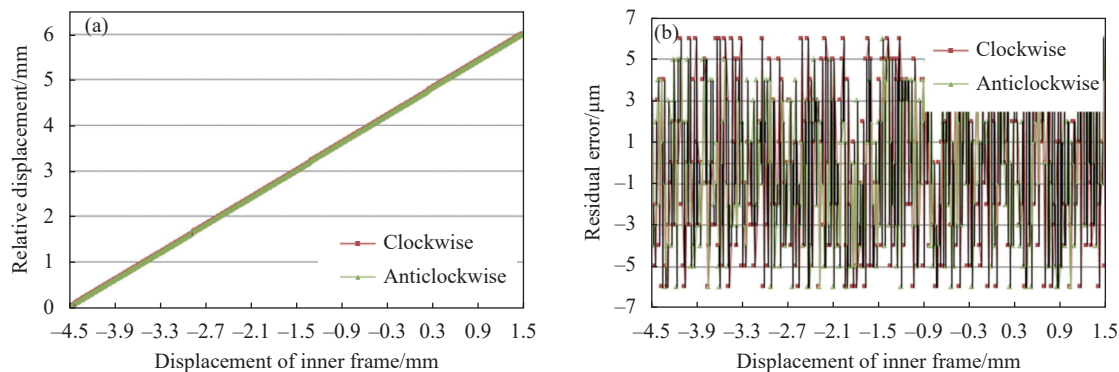 (a)
Relative displacement/mm
6
5
4
3
2
1
0
Clockwise
Anticlockwise
–4.5 –3.9 –3.3 –2.7 –2.1 –1.5 –0.9 –0.3 0.3 0.9 1.5
Displacement of inner frame/mm
(b)
Residual error/μm
7
5
3
1
–1
–3
–5
–7
Clockwise
Anticlockwise
–4.5 –3.9 –3.3 –2.7 –2.1 –1.5 –0.9 –0.3 0.3 0.9 1.5
Displacement of inner frame/mm